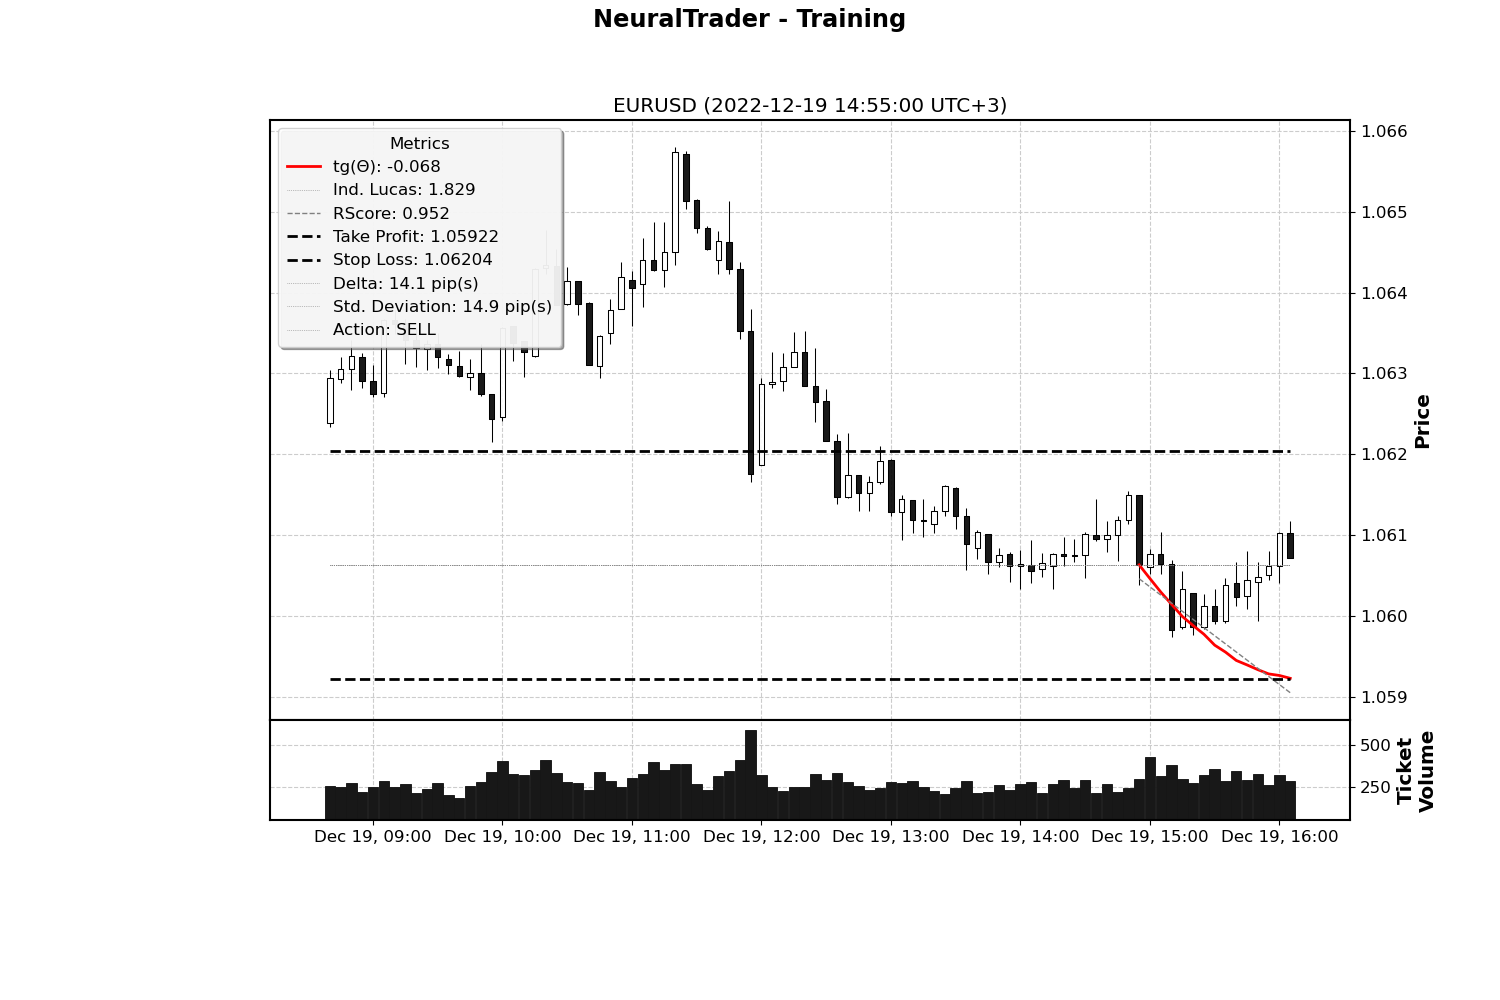 NeuralTrader - Training
EURUSD (2022-12-19 14:55:00 UTC+3)
Metrics
tg(Θ): -0.068
Ind. Lucas: 1.829
RScore: 0.952
Take Profit: 1.05922
Stop Loss: 1.06204
Delta: 14.1 pip(s)
Std. Deviation: 14.9 pip(s)
Action: SELL
1.066
1.065
1.064
1.063
1.062
1.061
1.060
1.059
Price
500
250
Ticket
Volume
Dec 19, 09:00
Dec 19, 10:00
Dec 19, 11:00
Dec 19, 12:00
Dec 19, 13:00
Dec 19, 14:00
Dec 19, 15:00
Dec 19, 16:00